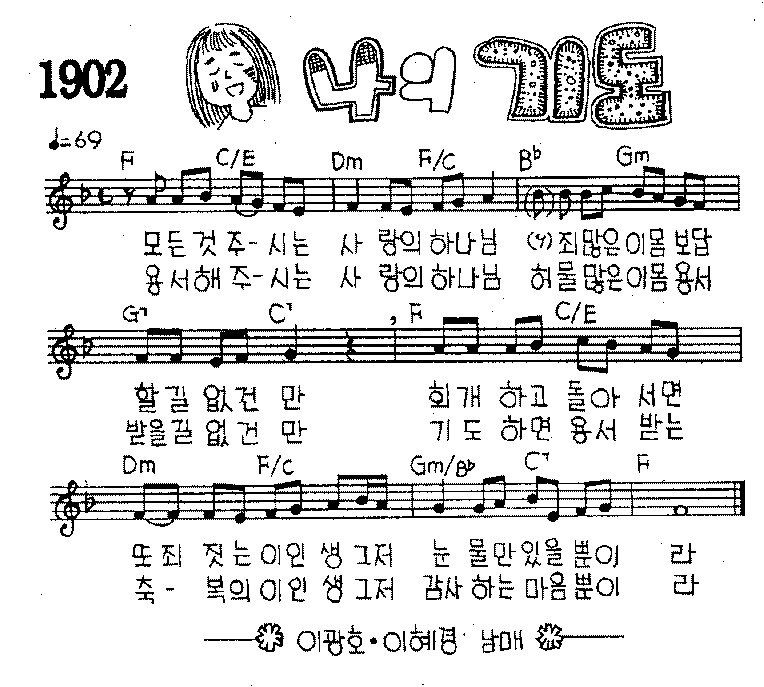 1902 나의 기도
♩=69
F C/E Dm F/C B♭ Gm
모든것 주-시는 사 랑의 하나님 (기) 죄많은이몸 보답
용서해 주-시는 사 랑의 하나님 허물많은이몸 용서
G7 C7 F C/E
할길 없건 만 회개 하고 돌아 서면
받을길 없건 만 기도 하면 용서 받는
Dm F/C Gm/B♭ C7 F
또죄 짓는이인 생그저 눈 물만있을뿐이 라
축- 복의이인 생그저 감사하는마음뿐이 라
이광호·이혜경 남매